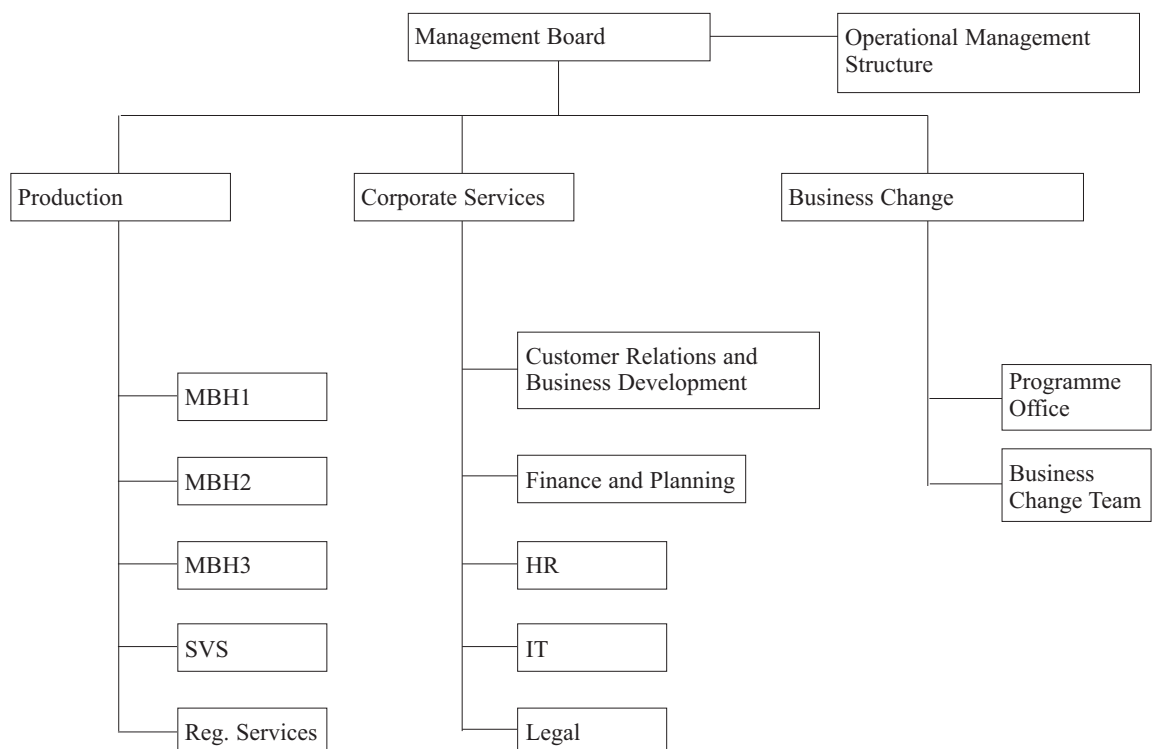 Management Board
Operational Management
Structure
Production
Corporate Services
Business Change
MBH1
MBH2
MBH3
SVS
Reg. Services
Customer Relations and
Business Development
Finance and Planning
HR
IT
Legal
Programme
Office
Business
Change Team